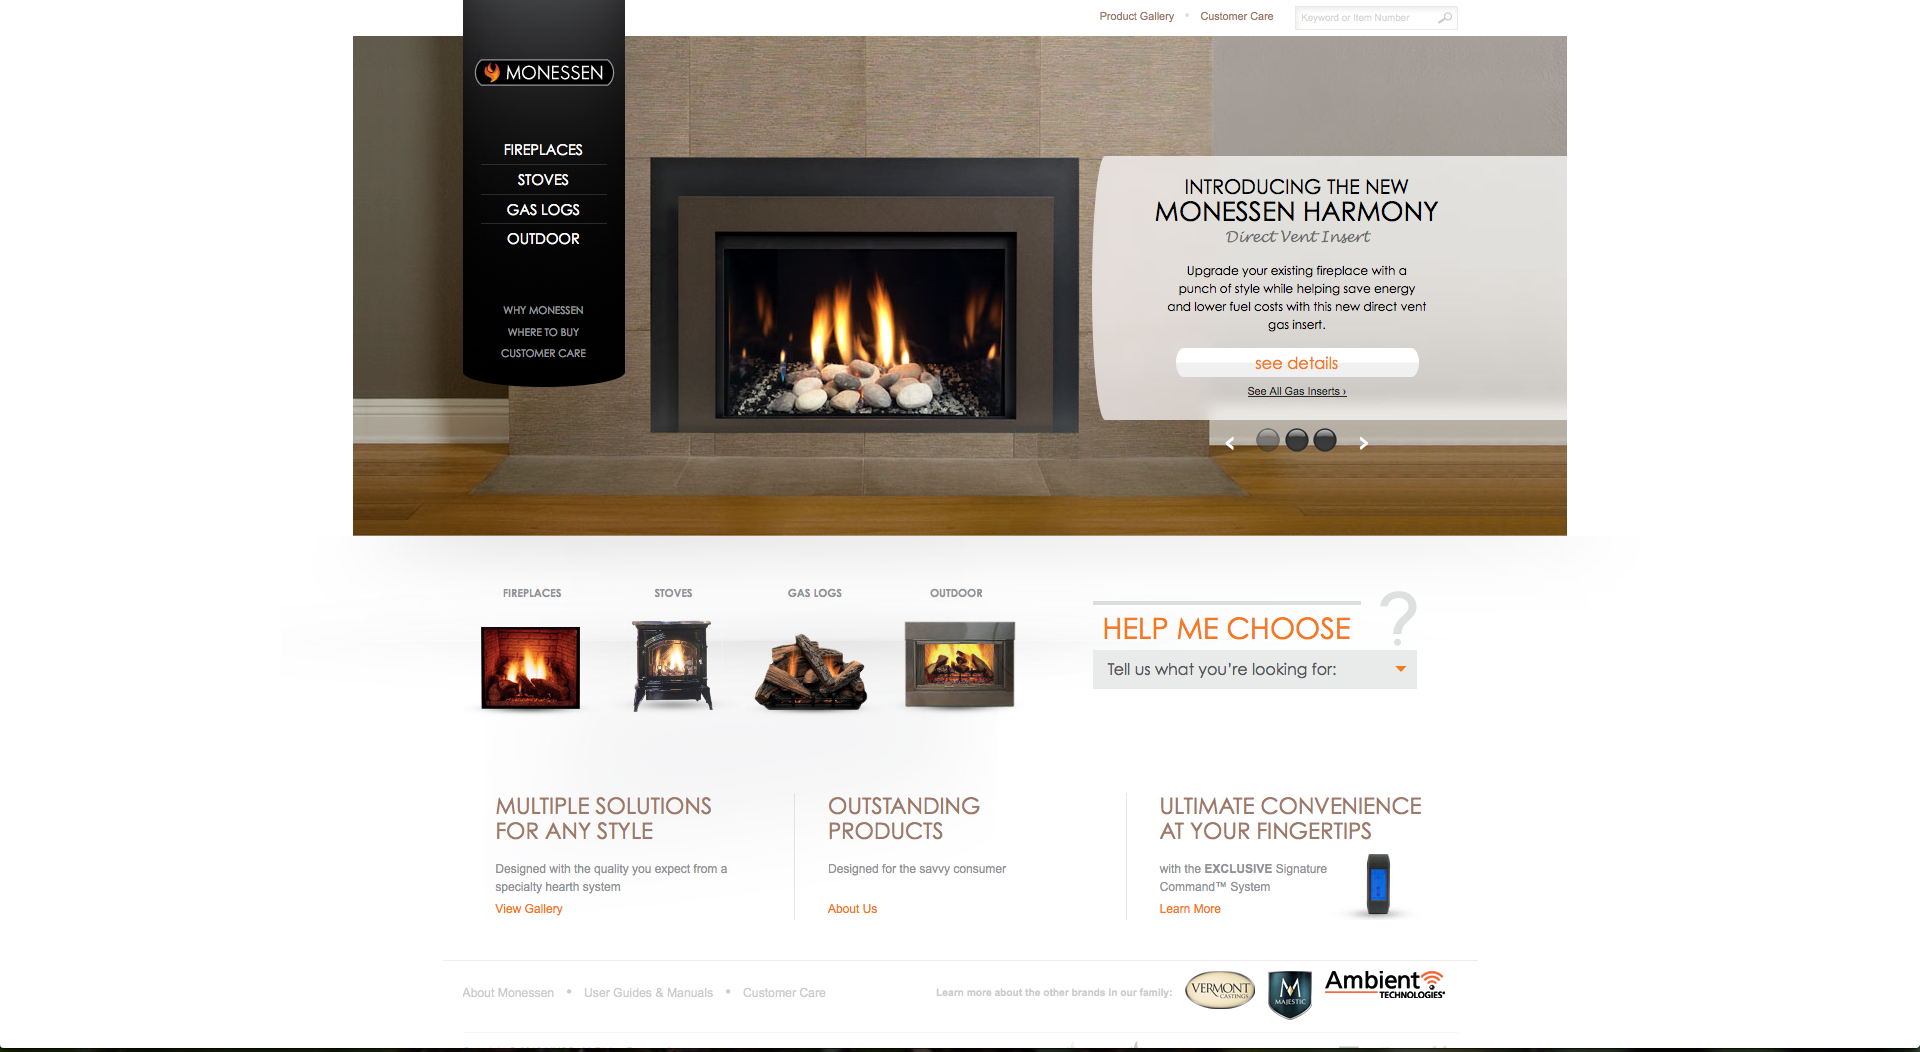 Product Gallery • Customer Care
Keyword or Item Number
MONESSEN
FIREPLACES
STOVES
GAS LOGS
OUTDOOR
WHY MONESSEN
WHERE TO BUY
CUSTOMER CARE
INTRODUCING THE NEW
MONESSEN HARMONY
Direct Vent Insert
Upgrade your existing fireplace with a
punch of style while helping save energy
and lower fuel costs with this new direct vent
gas insert.
see details
See All Gas Inserts ›
FIREPLACES
STOVES
GAS LOGS
OUTDOOR
HELP ME CHOOSE ?
Tell us what you're looking for:
MULTIPLE SOLUTIONS
FOR ANY STYLE
Designed with the quality you expect from a
specialty hearth system
View Gallery
OUTSTANDING
PRODUCTS
Designed for the savvy consumer
About Us
ULTIMATE CONVENIENCE
AT YOUR FINGERTIPS
with the EXCLUSIVE Signature
Command™ System
Learn More
About Monessen • User Guides & Manuals • Customer Care
Learn more about the other brands in our family:
VERMONT
CASTINGS
M
MAJESTIC
Ambient
TECHNOLOGIES